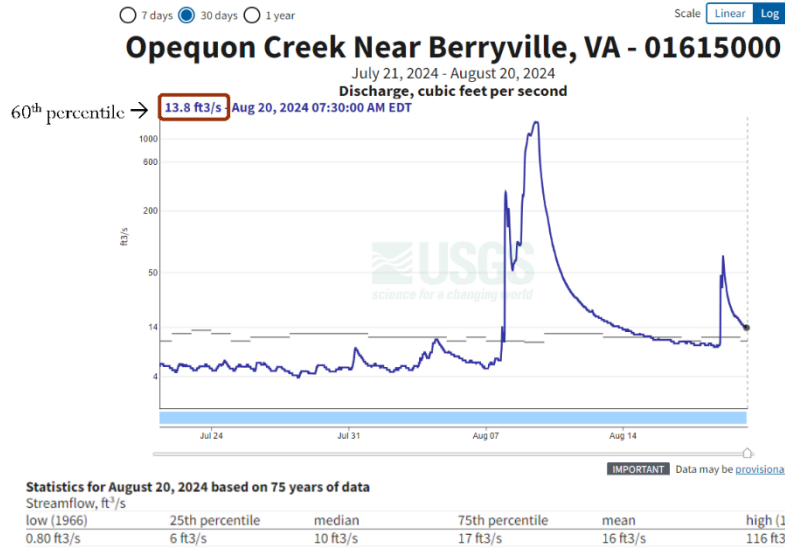 7 days 30 days 1 year
Scale Linear Log
Opequon Creek Near Berryville, VA - 01615000
July 21, 2024 - August 20, 2024
Discharge, cubic feet per second
60th percentile → 13.8 ft3/s - Aug 20, 2024 07:30:00 AM EDT
1000
600
200
50
14
4
ft3/s
USGS
science for a changing world
Jul 24 Jul 31 Aug 07 Aug 14
IMPORTANT Data may be provisiona
Statistics for August 20, 2024 based on 75 years of data
Streamflow, ft³/s
low (1966) 25th percentile median 75th percentile mean high (1
0.80 ft3/s 6 ft3/s 10 ft3/s 17 ft3/s 16 ft3/s 116 ft3